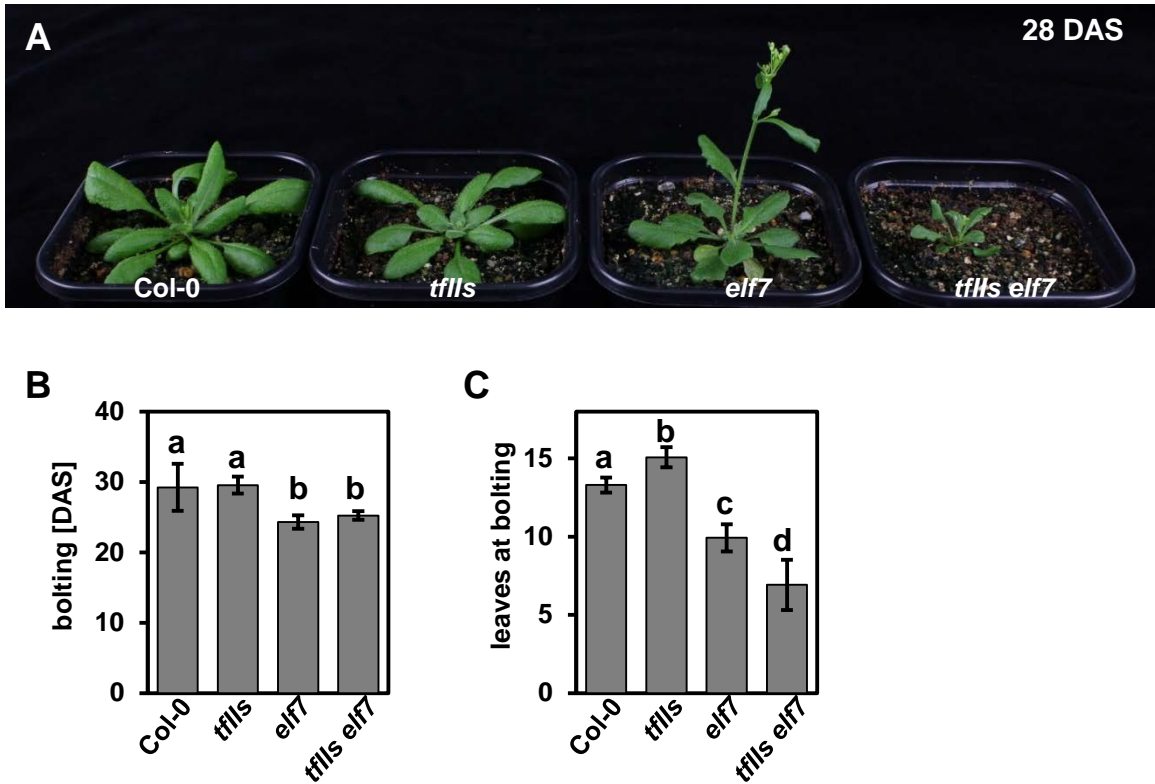 A
28 DAS
Col-0
tfIIs
elf7
tfIIs elf7
B
bolting [DAS]
40
30
20
10
0
a
a
b
b
Col-0
tfIIs
elf7
tfIIs elf7
C
leaves at bolting
15
10
5
0
a
b
c
d
Col-0
tfIIs
elf7
tfIIs elf7